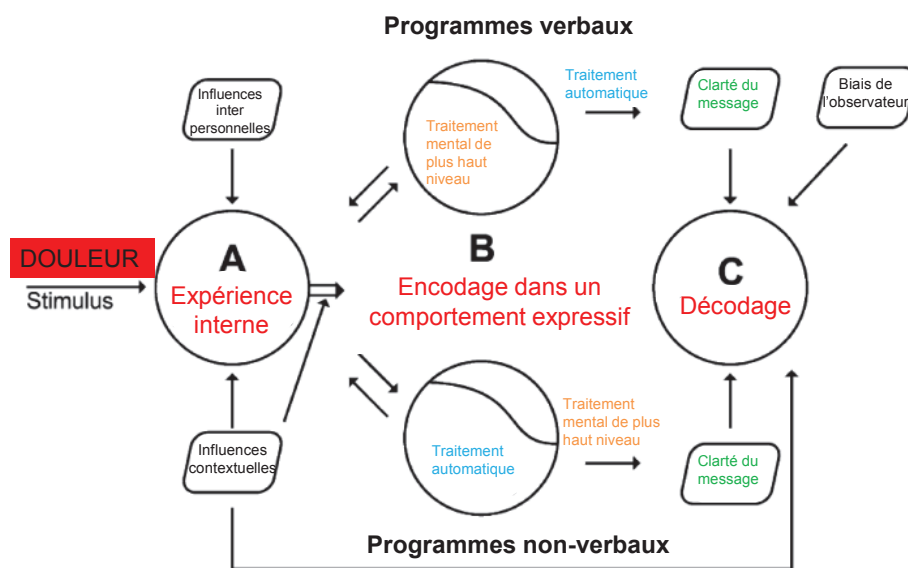 Programmes verbaux
Influences
inter
personnelles
Traitement
mental de
plus haut
niveau
Traitement
automatique
Clarté du
message
Biais de
l'observateur
DOULEUR
Stimulus
A
Expérience
interne
B
Encodage dans un
comportement expressif
C
Décodage
Influences
contextuelles
Traitement
automatique
Traitement
mental de plus
haut niveau
Clarté du
message
Programmes non-verbaux